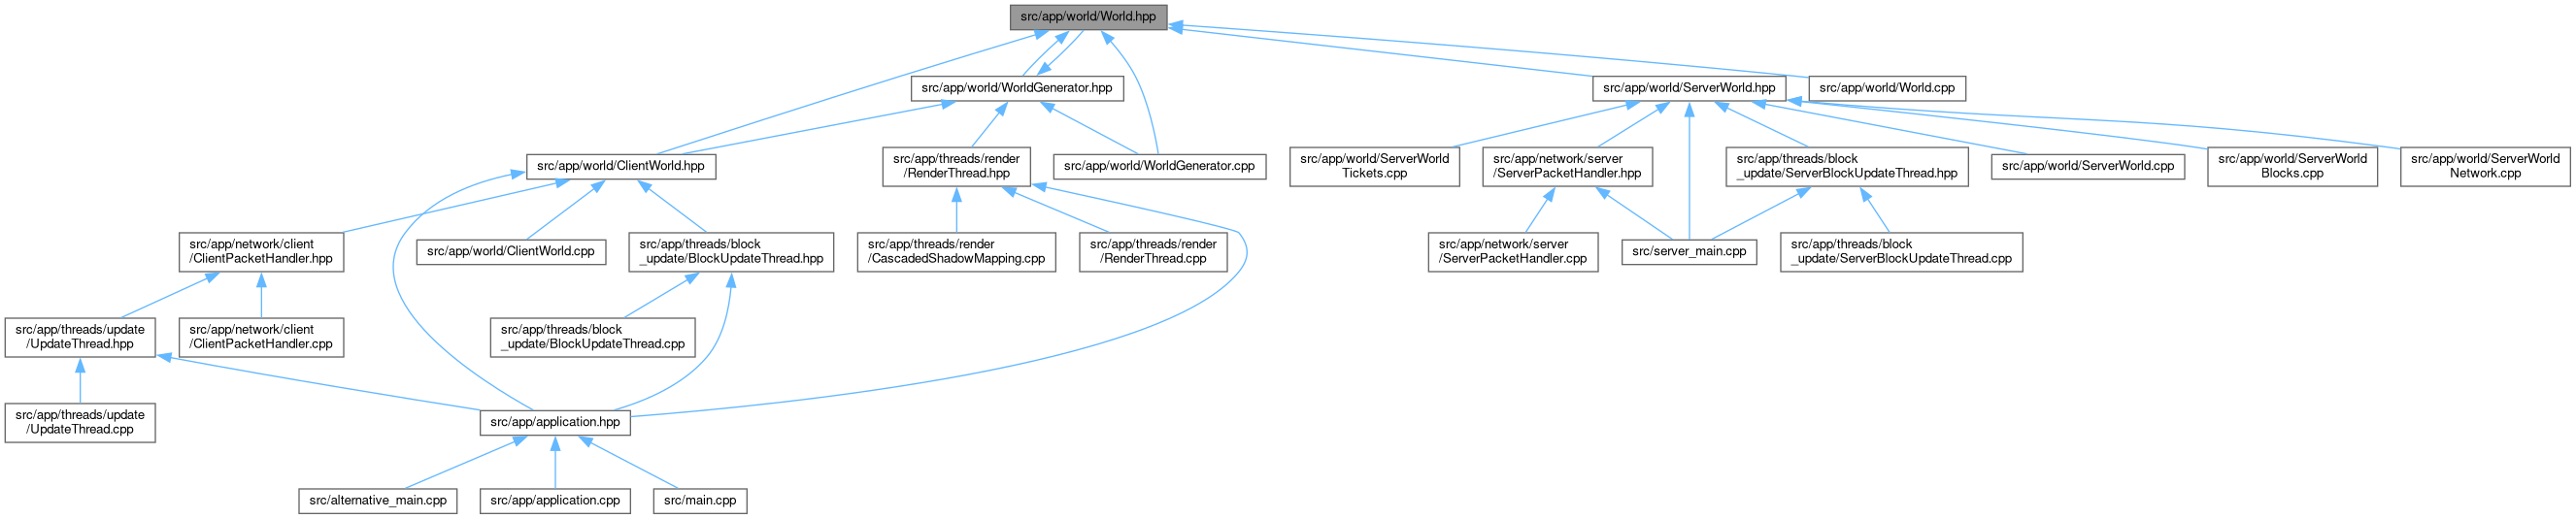 src/app/world/World.hpp
src/app/world/WorldGenerator.hpp
src/app/world/ServerWorld.hpp
src/app/world/World.cpp
src/app/world/ClientWorld.hpp
src/app/threads/render
/RenderThread.hpp
src/app/world/WorldGenerator.cpp
src/app/world/ServerWorld
Tickets.cpp
src/app/network/server
/ServerPacketHandler.hpp
src/app/threads/block
_update/ServerBlockUpdateThread.hpp
src/app/world/ServerWorld.cpp
src/app/world/ServerWorld
Blocks.cpp
src/app/world/ServerWorld
Network.cpp
src/app/network/client
/ClientPacketHandler.hpp
src/app/world/ClientWorld.cpp
src/app/threads/block
_update/BlockUpdateThread.hpp
src/app/threads/render
/CascadedShadowMapping.cpp
src/app/threads/render
/RenderThread.cpp
src/app/network/server
/ServerPacketHandler.cpp
src/server_main.cpp
src/app/threads/block
_update/ServerBlockUpdateThread.cpp
src/app/threads/update
/UpdateThread.hpp
src/app/network/client
/ClientPacketHandler.cpp
src/app/threads/block
_update/BlockUpdateThread.cpp
src/app/threads/update
/UpdateThread.cpp
src/app/application.hpp
src/alternative_main.cpp
src/app/application.cpp
src/main.cpp